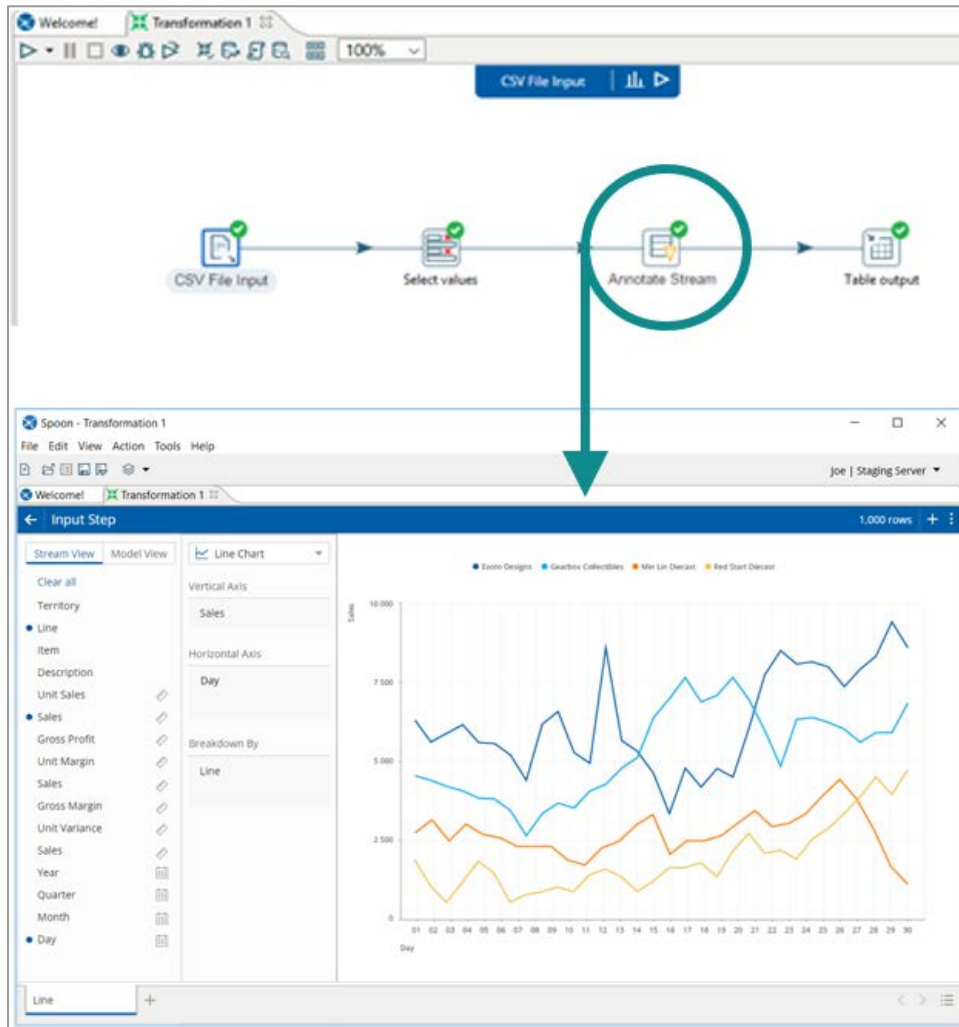 Welcome! Transformation 1
100%
CSV File Input
CSV File Input Select values Annotate Stream Table output
Spoon - Transformation 1
File Edit View Action Tools Help
Joe | Staging Server
Welcome! Transformation 1
Input Step 1,000 rows
Stream View Model View
Clear all
Territory
Line
Item
Description
Unit Sales
Sales
Gross Profit
Unit Margin
Sales
Gross Margin
Unit Variance
Sales
Year
Quarter
Month
Day
Line Chart
Vertical Axis
Sales
Horizontal Axis
Day
Breakdown By
Line
Exoto Designs Gearbox Collectibles Min Lin Diecast Red Start Diecast
Sales
10 000
7 500
5 000
2 500
0
01 02 03 04 05 06 07 08 09 10 11 12 13 14 15 16 17 18 19 20 21 22 23 24 25 26 27 28 29 30
Day
Line